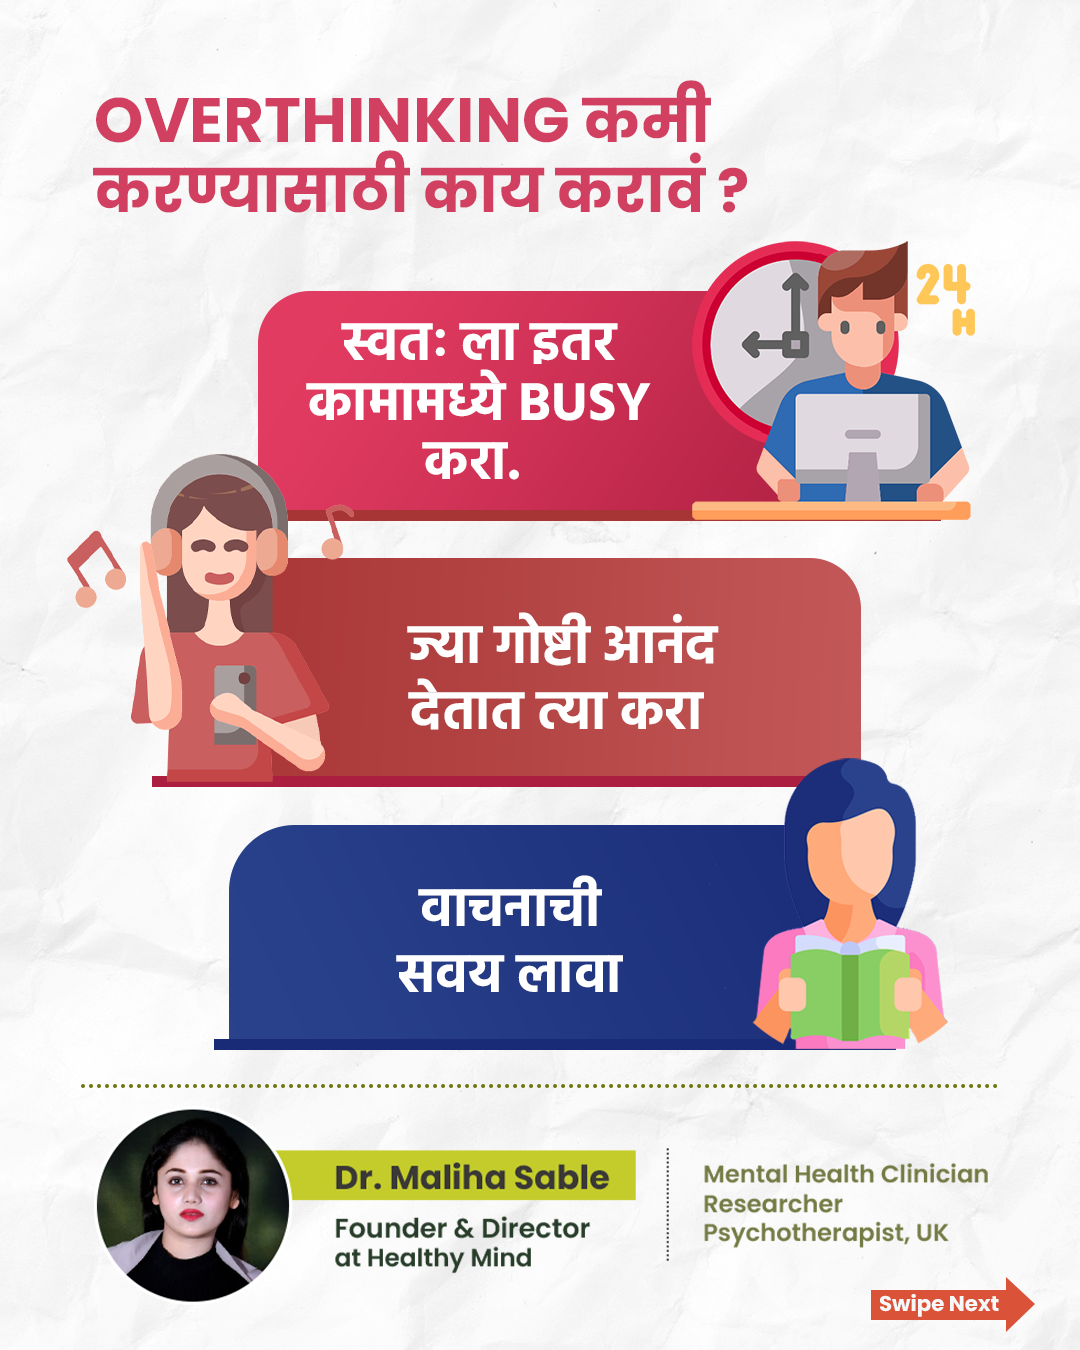 OVERTHINKING कमी
करण्यासाठी काय करावं ?
24
H
स्वतः ला इतर
कामामध्ये BUSY
करा.
ज्या गोष्टी आनंद
देतात त्या करा
वाचनाची
सवय लावा
Dr. Maliha Sable
Founder & Director
at Healthy Mind
Mental Health Clinician
Researcher
Psychotherapist, UK
Swipe Next